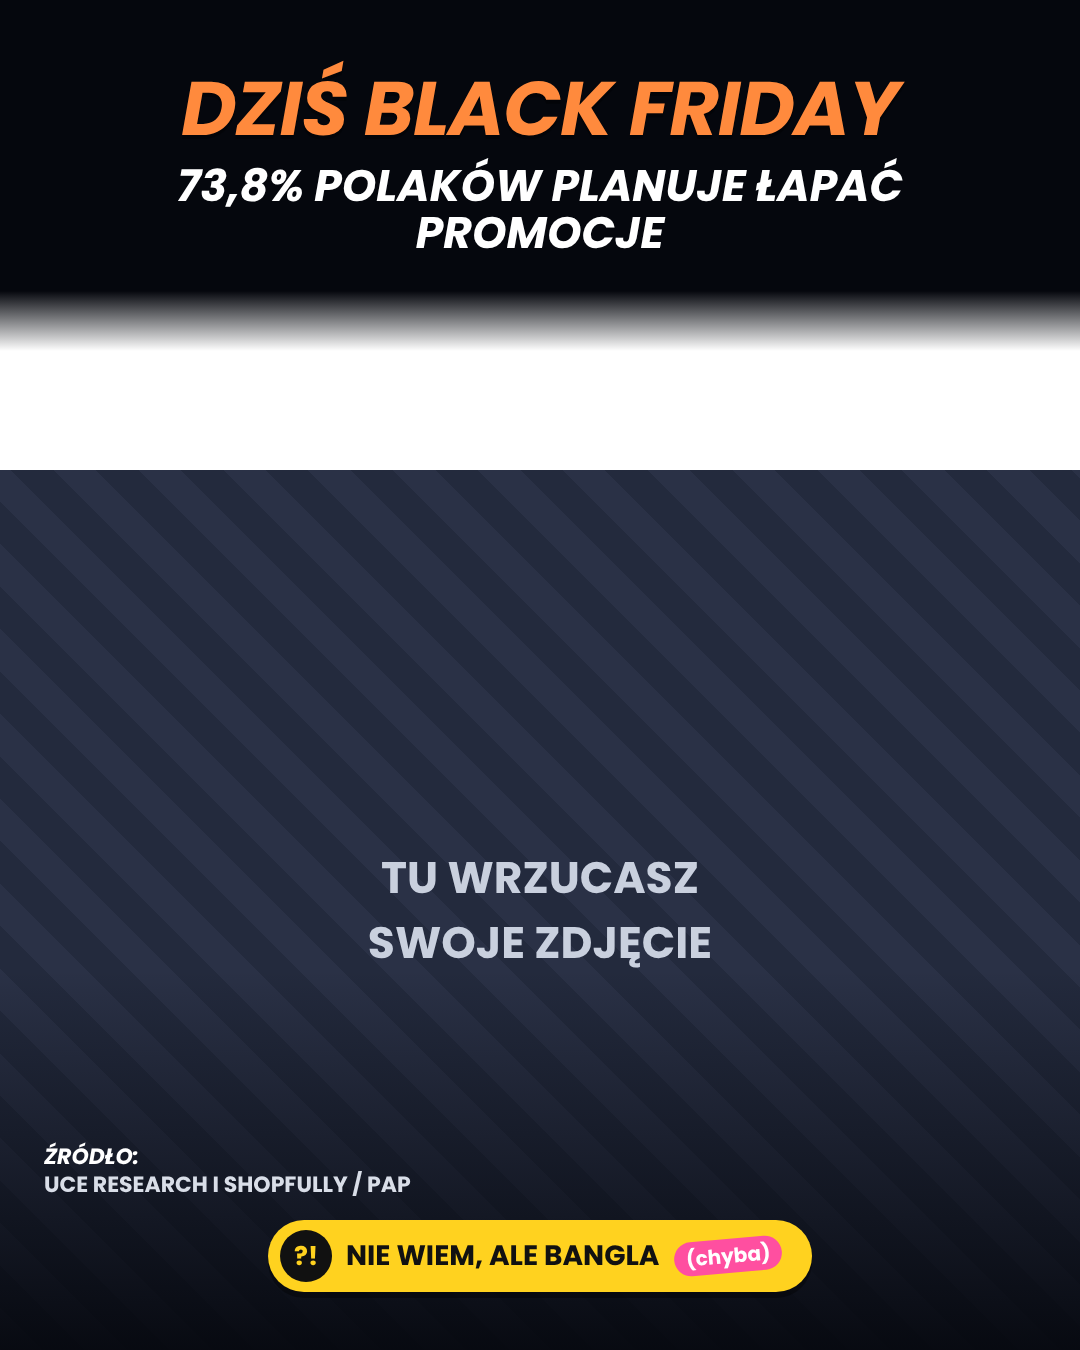 DZIŚ BLACK FRIDAY
73,8% POLAKÓW PLANUJE ŁAPAĆ
PROMOCJE
TU WRZUCASZ
SWOJE ZDJĘCIE
ŹRÓDŁO:
UCE RESEARCH I SHOPFULLY / PAP
?! NIE WIEM, ALE BANGLA (chyba)